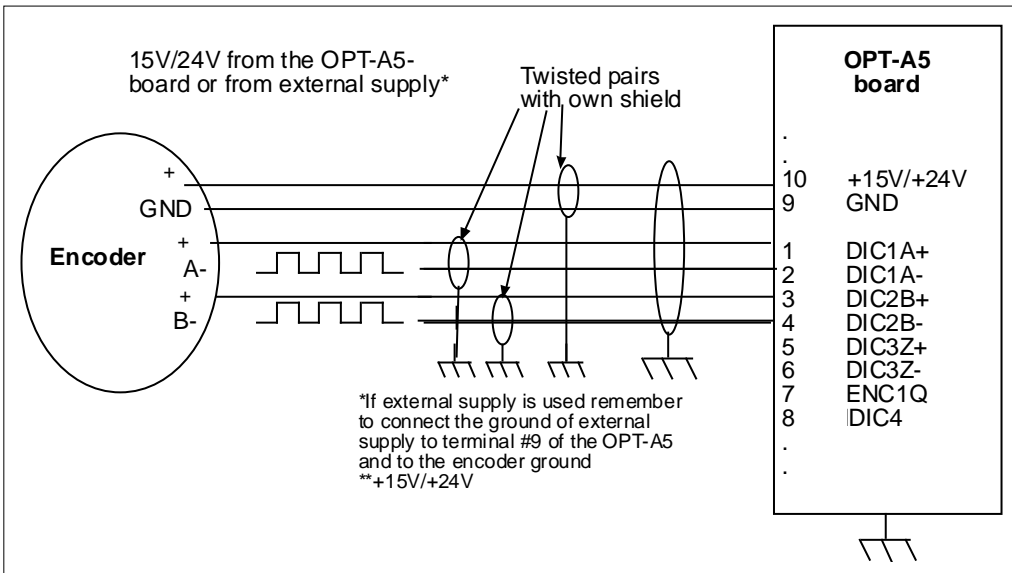 15V/24V from the OPT-A5-
board or from external supply*
Twisted pairs
with own shield
OPT-A5
board
.
.
10 +15V/+24V
9 GND
1 DIC1A+
2 DIC1A-
3 DIC2B+
4 DIC2B-
5 DIC3Z+
6 DIC3Z-
7 ENC1Q
8 DIC4
.
.
Encoder
+
GND
+
A-
+
B-
*If external supply is used remember
to connect the ground of external
supply to terminal #9 of the OPT-A5
and to the encoder ground
**+15V/+24V